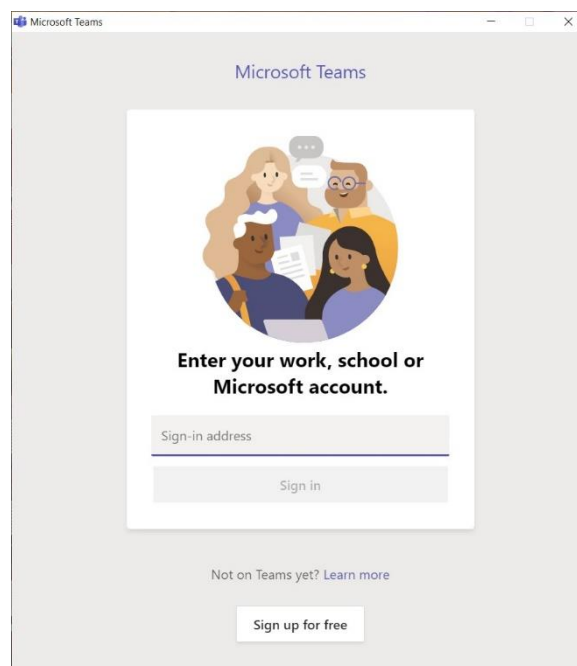 Microsoft Teams
Microsoft Teams
Enter your work, school or
Microsoft account.
Sign-in address
Sign in
Not on Teams yet? Learn more
Sign up for free